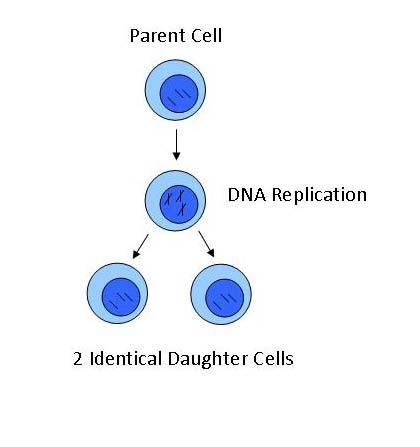 Parent Cell
DNA Replication
2 Identical Daughter Cells